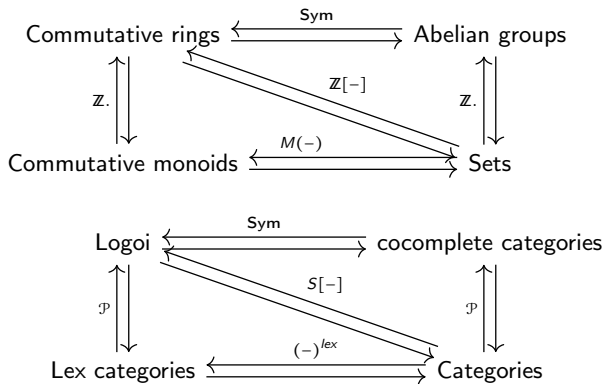 Sym
Commutative rings Abelian groups
ℤ[−]
ℤ. ℤ.
M(−)
Commutative monoids Sets
Sym
Logoi cocomplete categories
S[−]
𝒫 𝒫
(−)^lex
Lex categories Categories